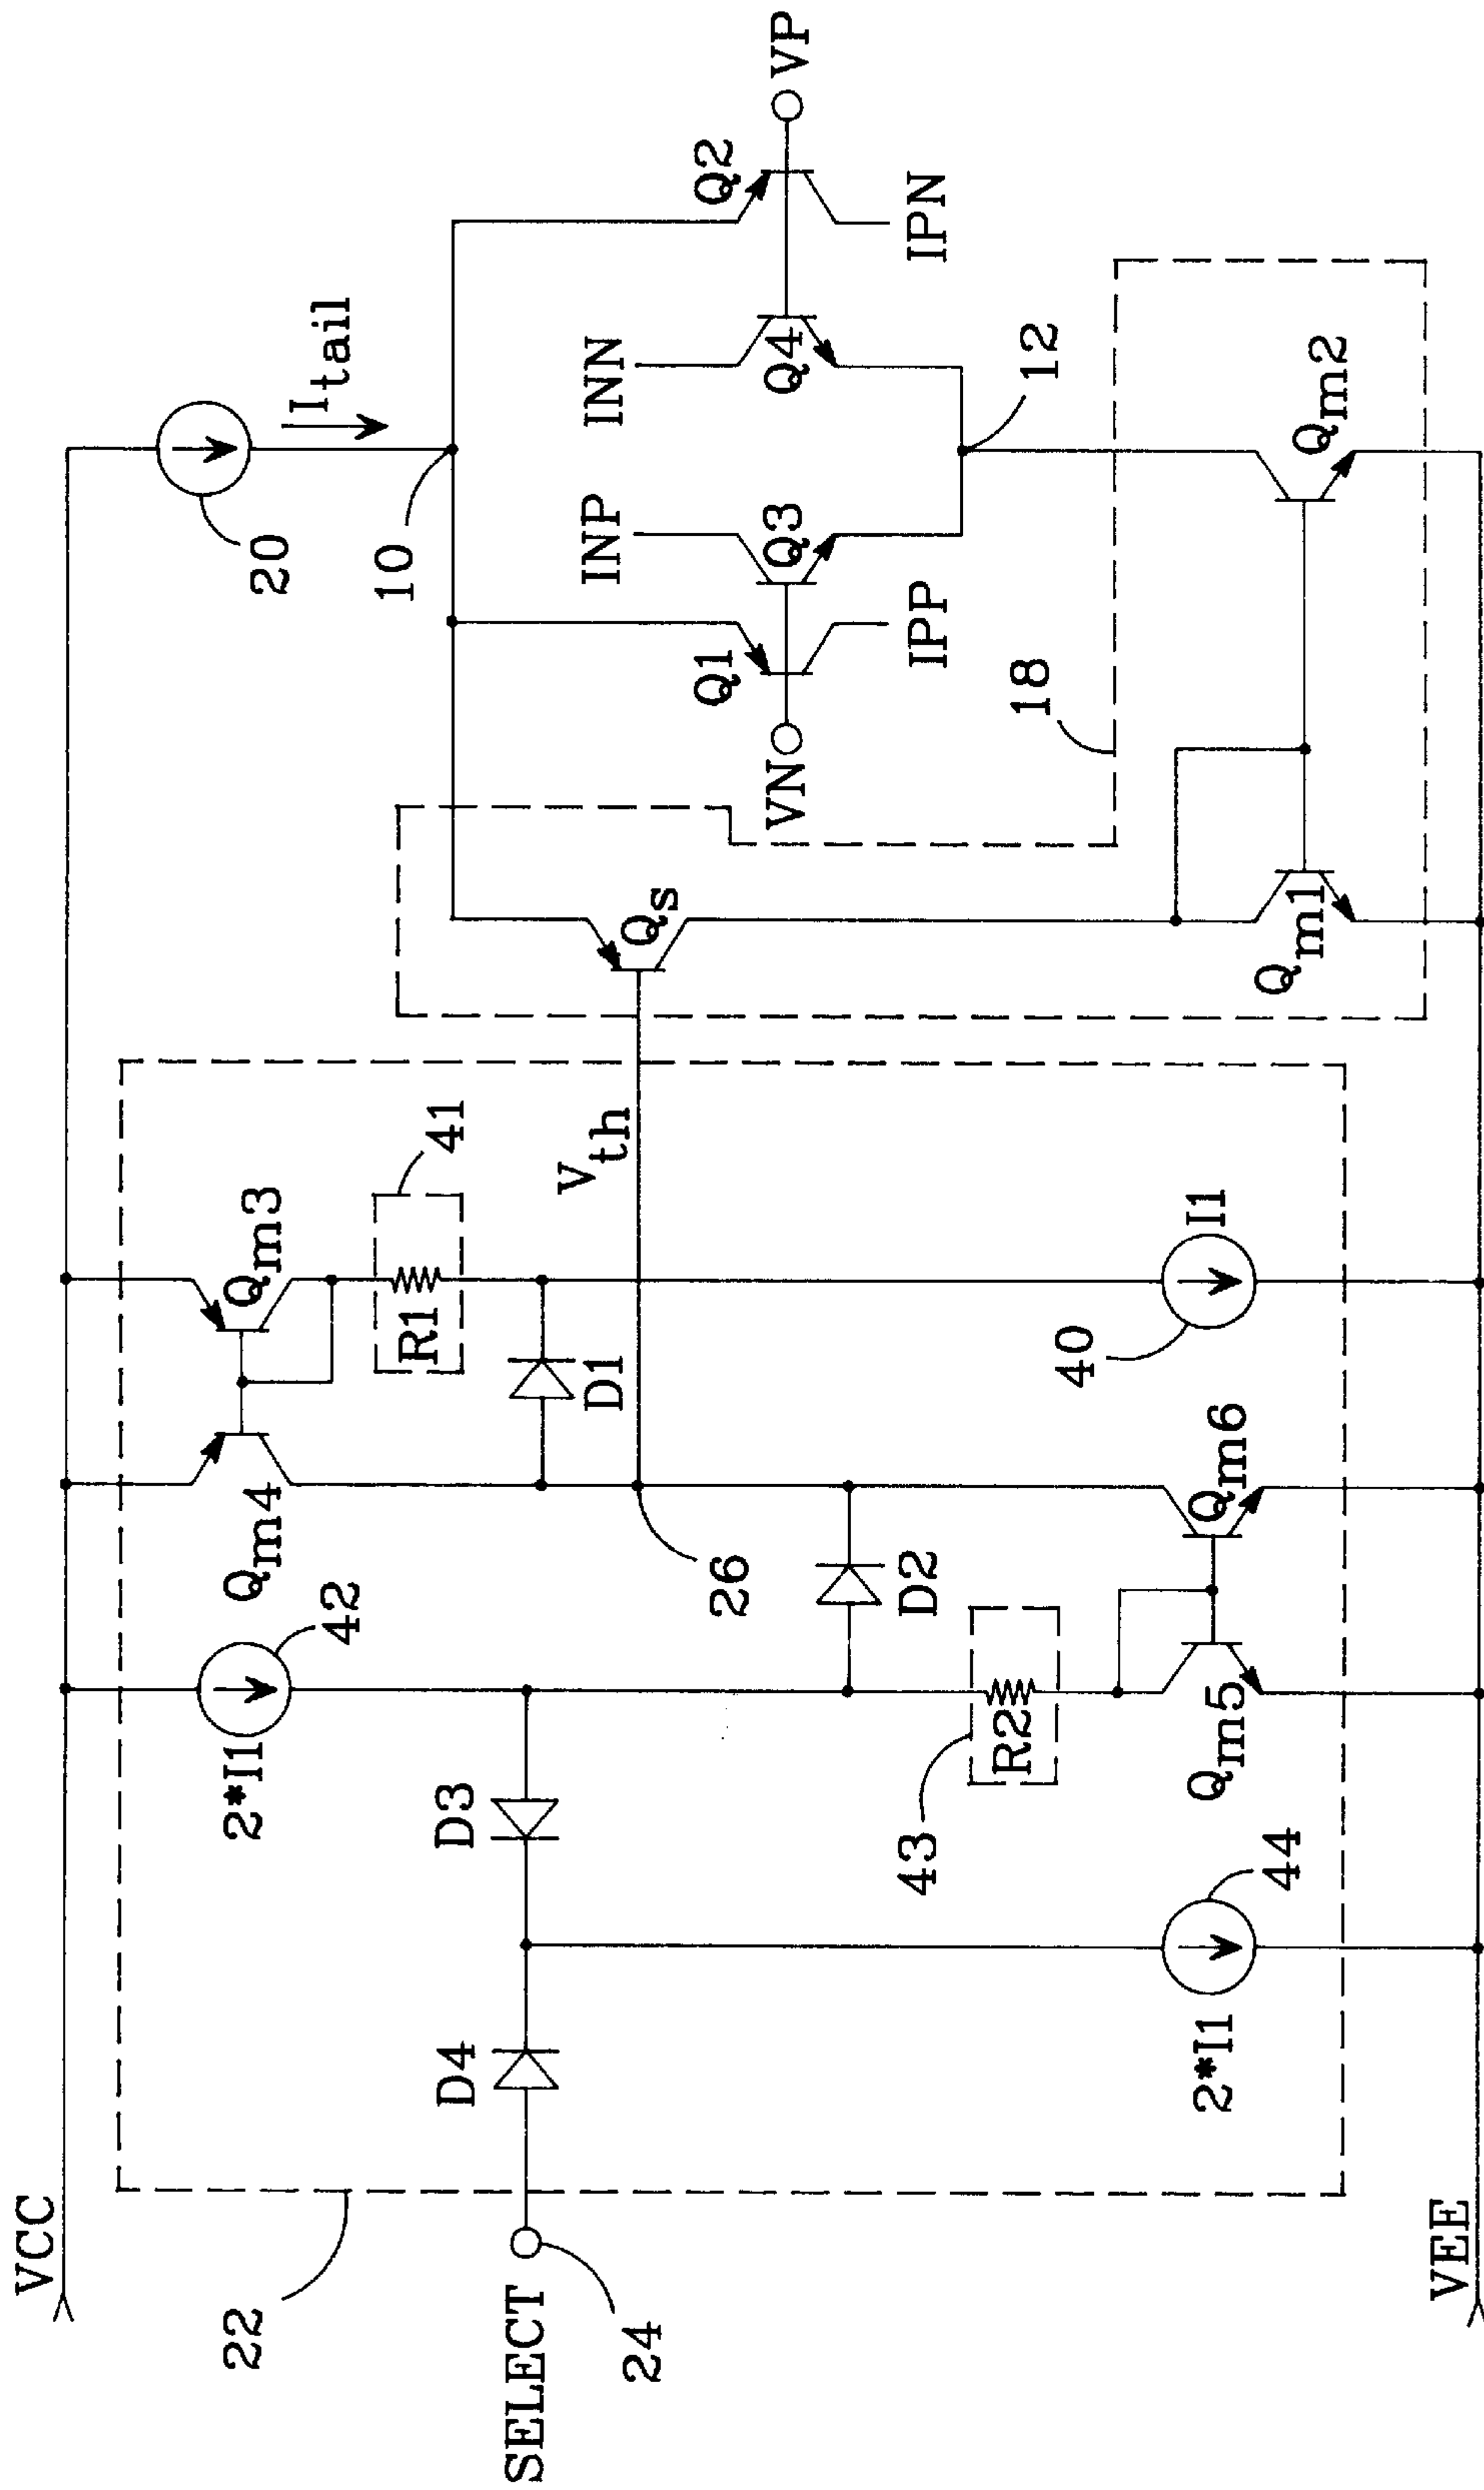 VCC
22
SELECT
24
D4
D3
2*I1
44
2*I1
42
43
R2
Qm5
Qm6
D2
26
Qm4
Qm3
R1
41
D1
40
I1
Vth
Qs
18
Qm1
Qm2
VN
Q1
IPP
Q3
INP
10
20
Itail
INN
Q4
12
Q2
IPN
VP
VEE